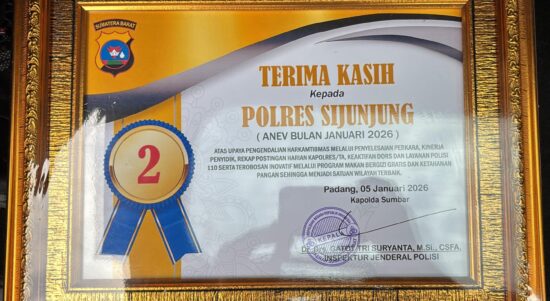 SUMATERA BARAT
TERIMA KASIH
Kepada
POLRES SIJUNJUNG
( ANEV BULAN JANUARI 2026 )
ATAS UPAYA PENGENDALIAN HARKAMTIBMAS MELALUI PENYELESAIAN PERKARA, KINERJA
PENYIDIK, REKAP POSTINGAN HARIAN KAPOLRES/TA, KEAKTIFAN DORS DAN LAYANAN POLISI
110 SERTA TEROBOSAN INOVATIF MELALUI PROGRAM MAKAN BERGIZI GRATIS DAN KETAHANAN
PANGAN SEHINGGA MENJADI SATUAN WILAYAH TERBAIK.
2
Padang, 05 Januari 2026
Kapolda Sumbar
KEPALA
Dr. Drs. GATOT TRI SURYANTA, M.Si., CSFA.
INSPEKTUR JENDERAL POLISI